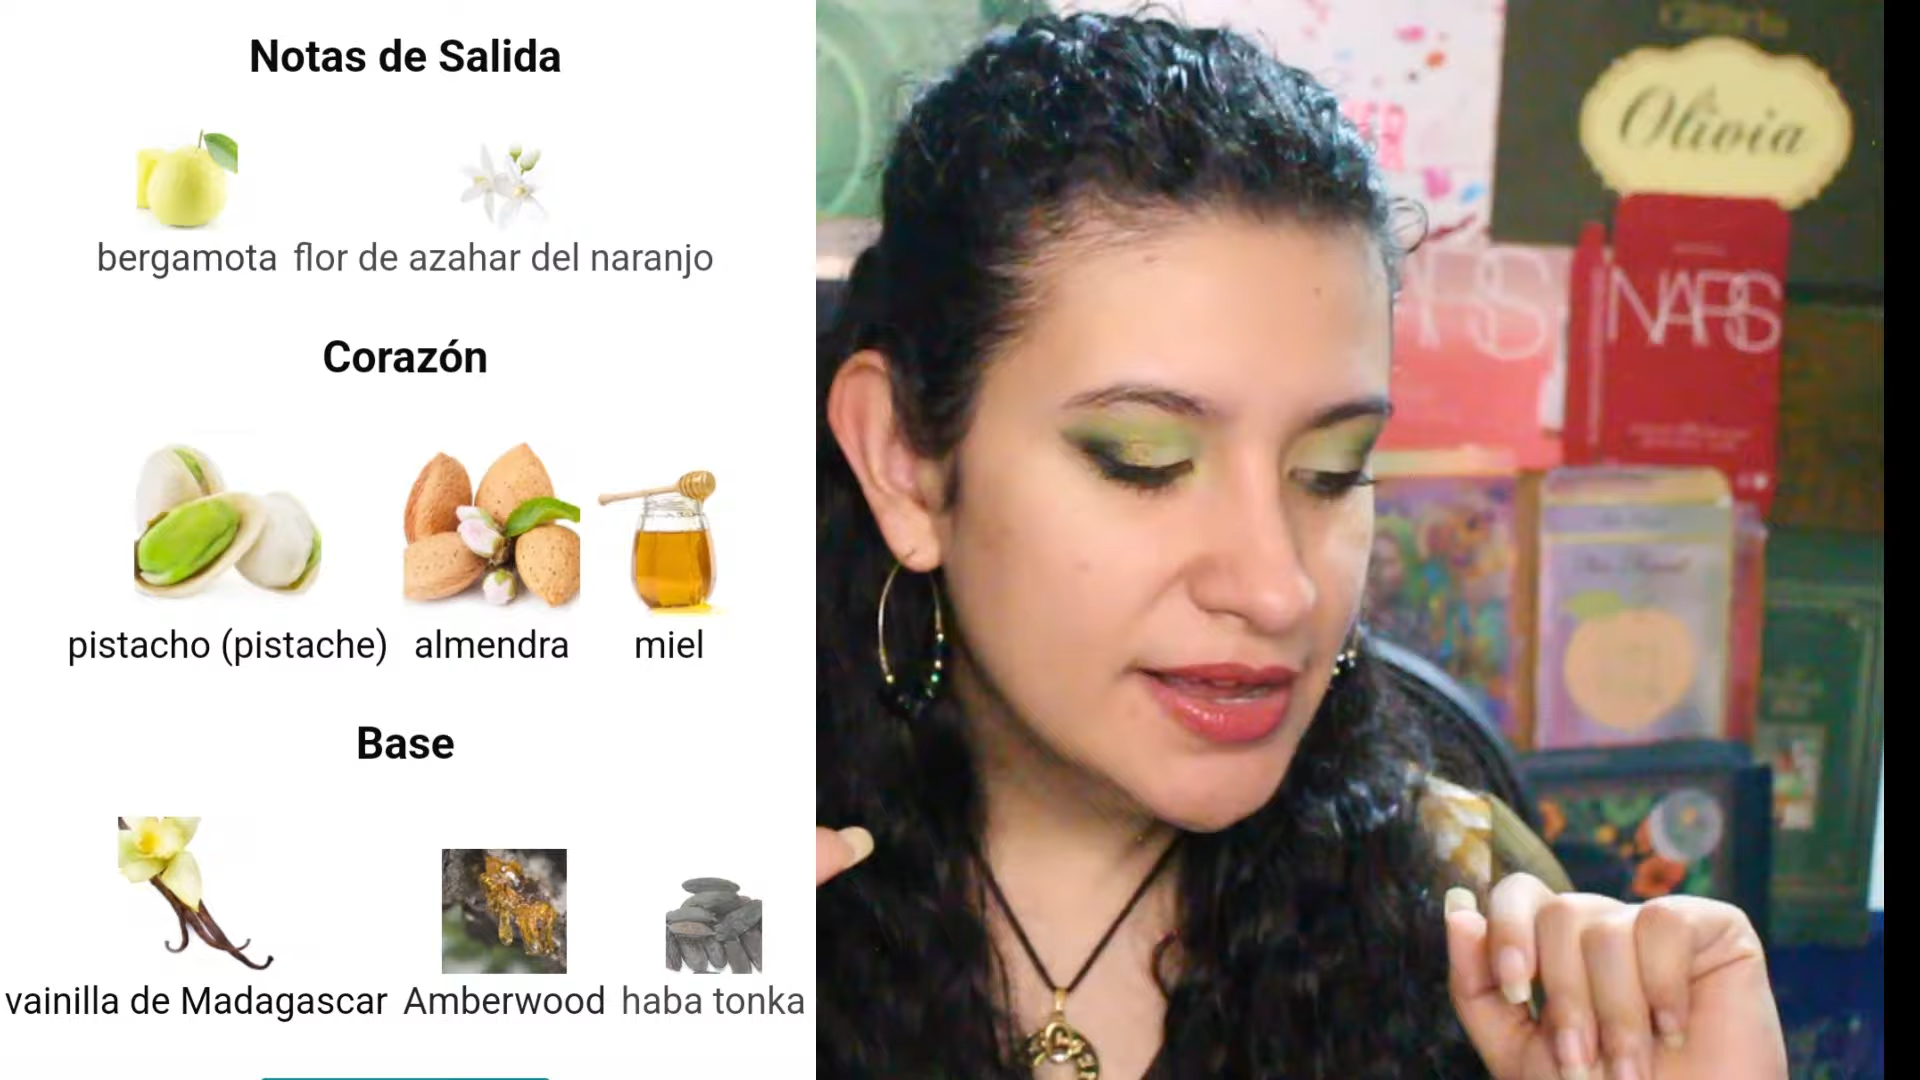 Notas de Salida
bergamota flor de azahar del naranjo
Corazón
pistacho (pistache) almendra miel
Base
vainilla de Madagascar Amberwood haba tonka
Olivia
NARS